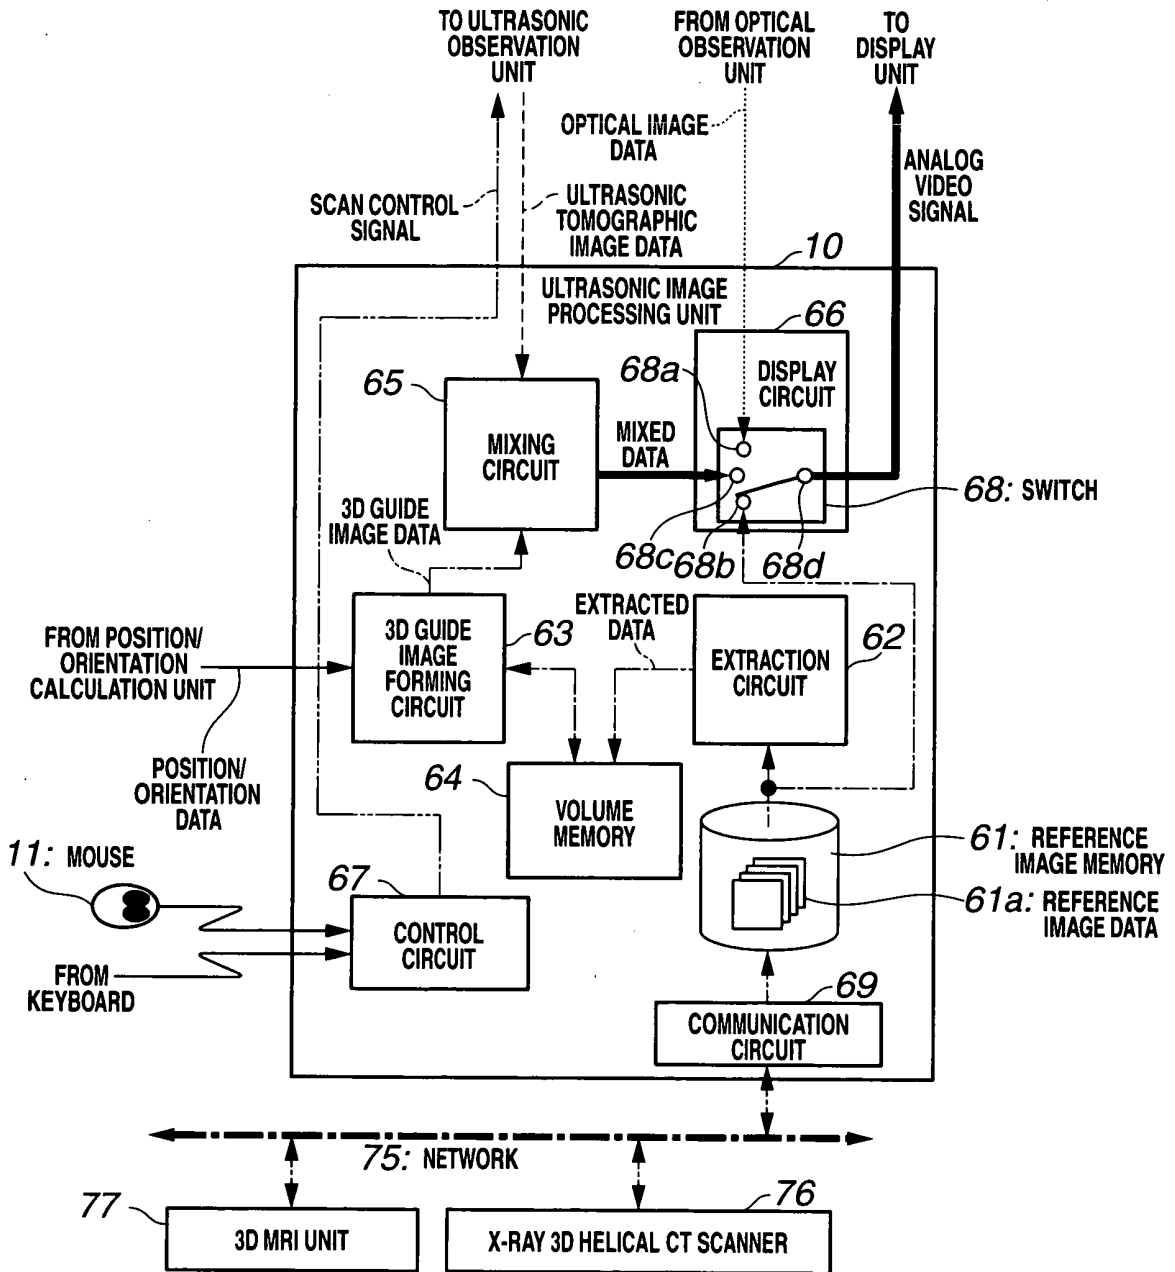 TO ULTRASONIC
OBSERVATION
UNIT
FROM OPTICAL
OBSERVATION
UNIT
TO
DISPLAY
UNIT
OPTICAL IMAGE
DATA
ANALOG
VIDEO
SIGNAL
SCAN CONTROL
SIGNAL
ULTRASONIC
TOMOGRAPHIC
IMAGE DATA
10
ULTRASONIC IMAGE
PROCESSING UNIT
66
65
68a
DISPLAY
CIRCUIT
MIXING
CIRCUIT
MIXED
DATA
68: SWITCH
3D GUIDE
IMAGE DATA
68c
68b
68d
EXTRACTED
DATA
FROM POSITION/
ORIENTATION
CALCULATION UNIT
3D GUIDE
IMAGE
FORMING
CIRCUIT
63
EXTRACTION
CIRCUIT
62
POSITION/
ORIENTATION
DATA
64
VOLUME
MEMORY
61: REFERENCE
IMAGE MEMORY
11: MOUSE
67
61a: REFERENCE
IMAGE DATA
CONTROL
CIRCUIT
FROM
KEYBOARD
69
COMMUNICATION
CIRCUIT
75: NETWORK
77
76
3D MRI UNIT
X-RAY 3D HELICAL CT SCANNER